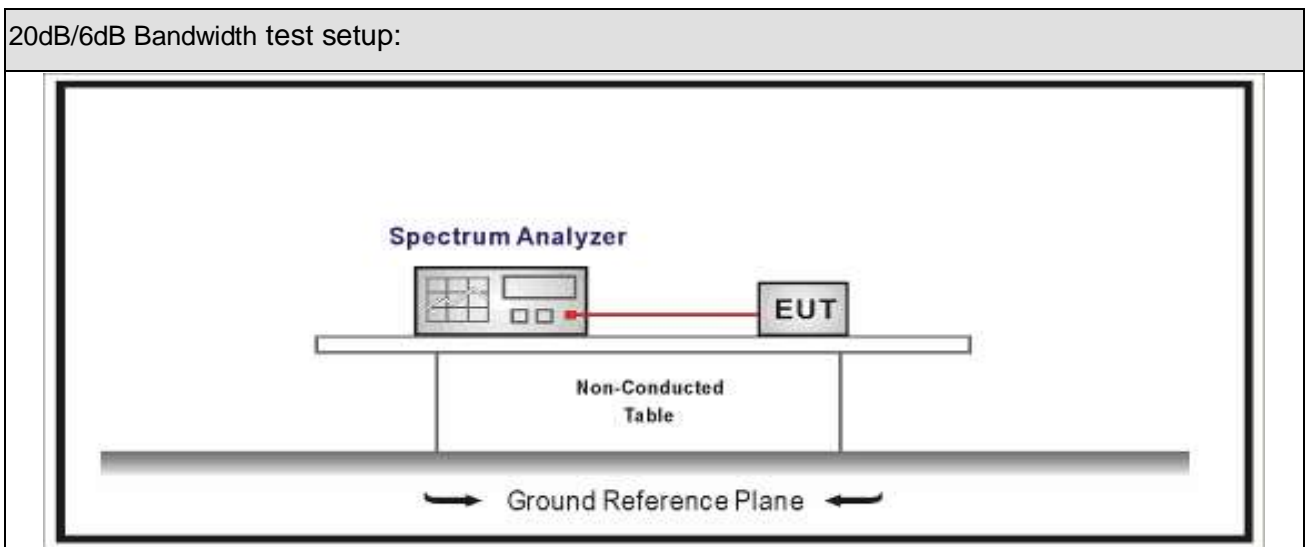 20dB/6dB Bandwidth test setup:
Spectrum Analyzer
EUT
Non-Conducted
Table
Ground Reference Plane